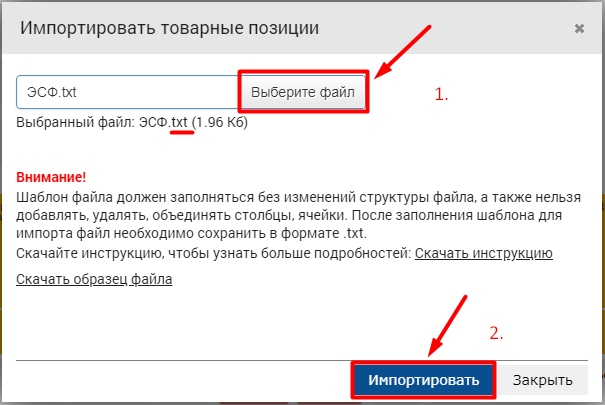 Импортировать товарные позиции
ЭСФ.txt
Выберите файл
1.
Выбранный файл: ЭСФ.txt (1.96 Кб)
Внимание!
Шаблон файла должен заполняться без изменений структуры файла, а также нельзя
добавлять, удалять, объединять столбцы, ячейки. После заполнения шаблона для
импорта файл необходимо сохранить в формате .txt.
Скачайте инструкцию, чтобы узнать больше подробностей: Скачать инструкцию
Скачать образец файла
2.
Импортировать
Закрыть